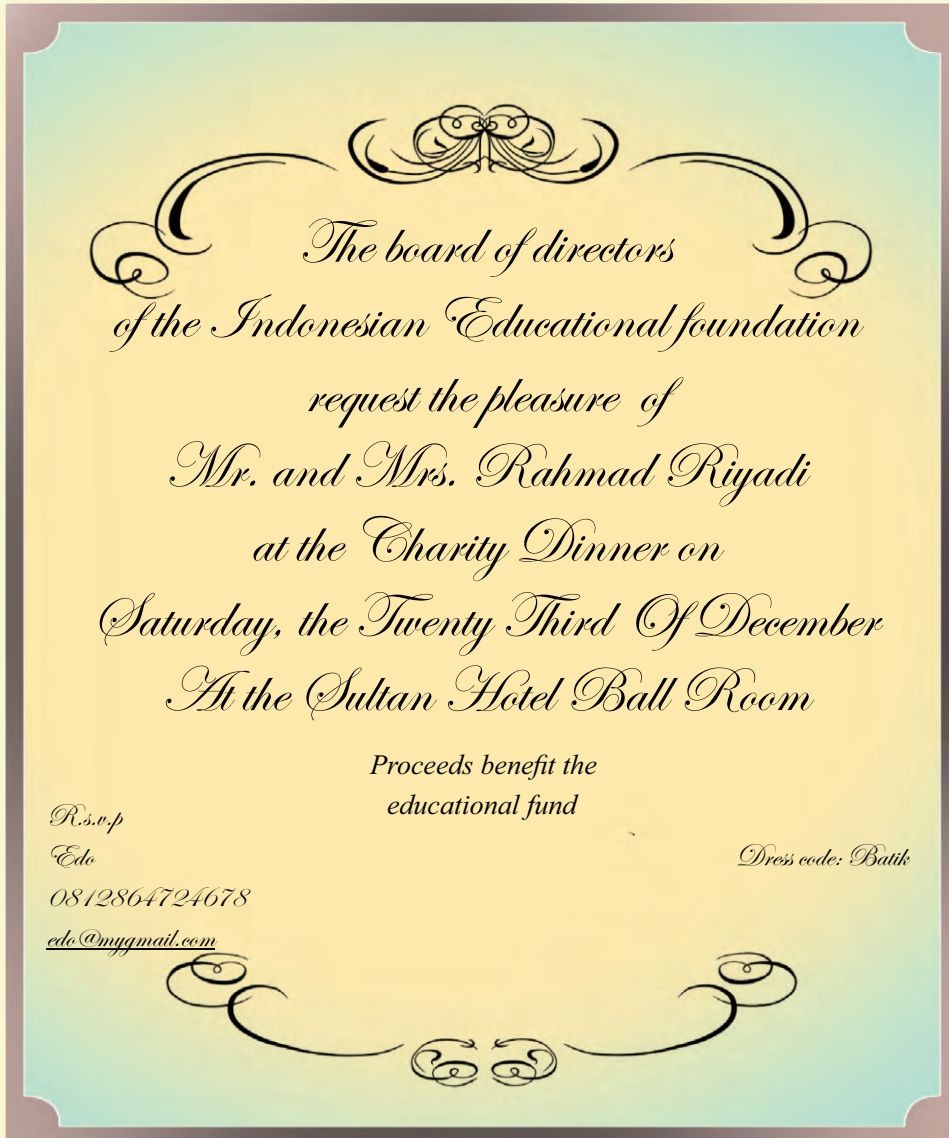 The board of directors
of the Indonesian Educational foundation
request the pleasure of
Mr. and Mrs. Rahmad Riyadi
at the Charity Dinner on
Saturday, the Twenty Third Of December
At the Sultan Hotel Ball Room
Proceeds benefit the
educational fund
R.s.v.p
Edo
0812864724678
edo@mygmail.com
Dress code: Batik